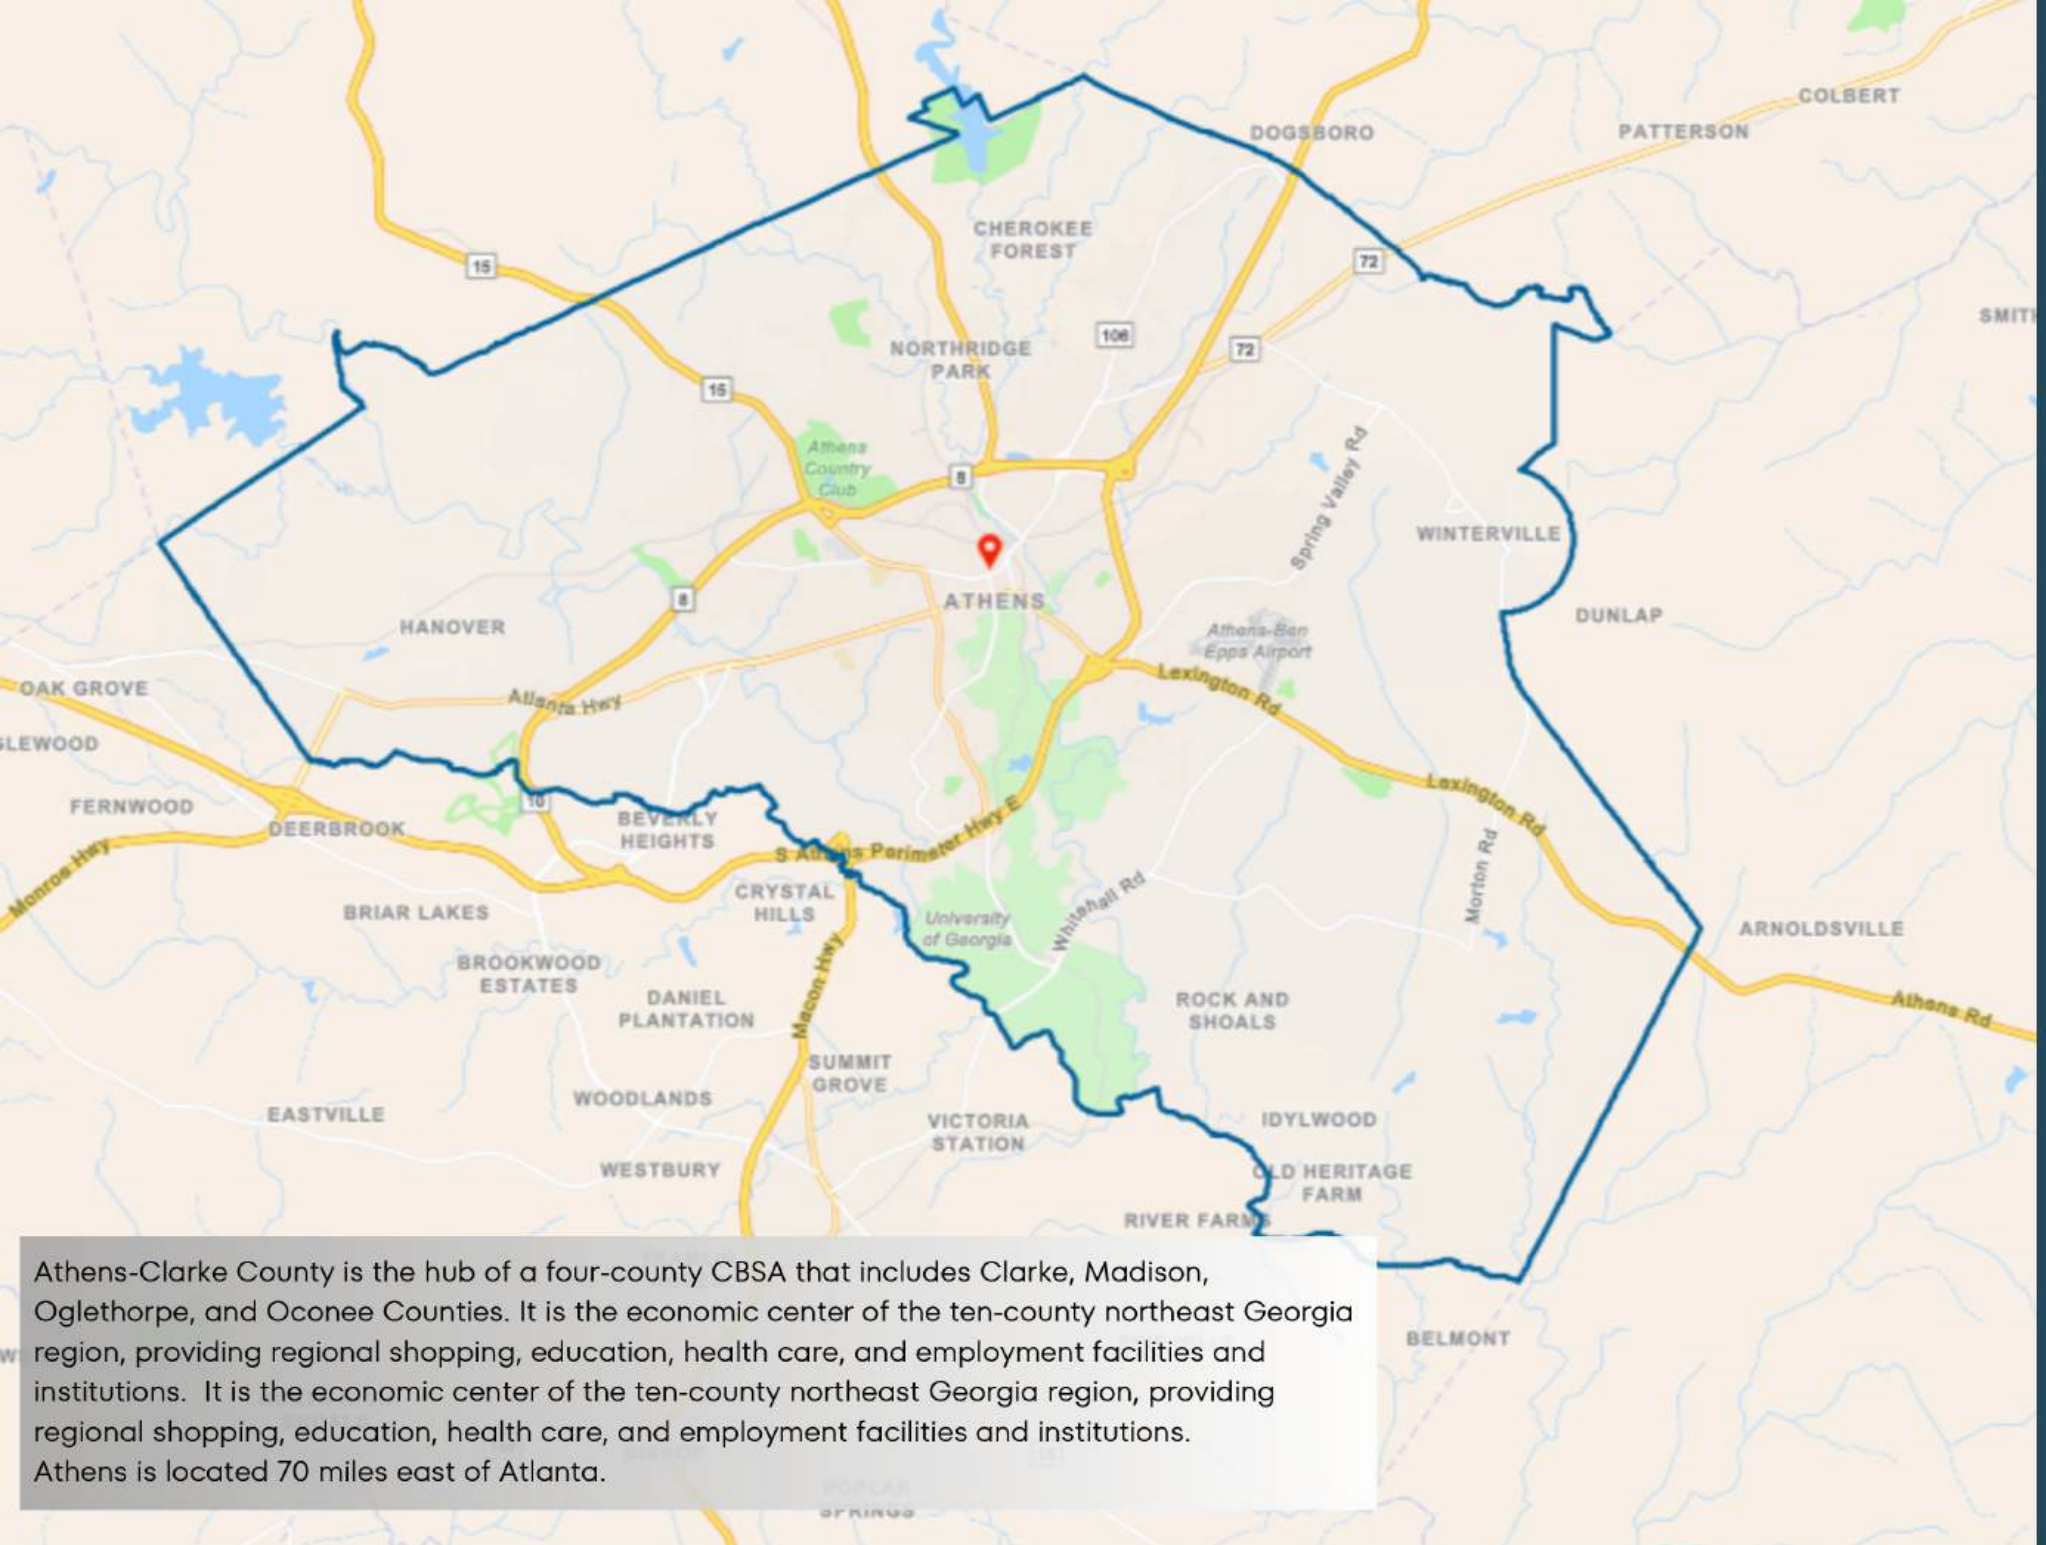 COLBERT
DOGSBORO
PATTERSON
CHEROKEE
FOREST
72
15
SMITH
106
NORTHRIDGE
PARK
72
15
Athens
Country
Club
8
Spring Valley Rd
WINTERVILLE
ATHENS
8
DUNLAP
HANOVER
Athens-Ben
Epps Airport
Lexington Rd
OAK GROVE
Atlanta Hwy
GLEWOOD
Lexington Rd
10
FERNWOOD
DEERBROOK
BEVERLY
HEIGHTS
S Athens Perimeter Hwy E
Monroe Hwy
Morton Rd
CRYSTAL
HILLS
BRIAR LAKES
University
of Georgia
Whitehall Rd
ARNOLDSVILLE
BROOKWOOD
ESTATES
Macon Hwy
DANIEL
PLANTATION
ROCK AND
SHOALS
Athens Rd
SUMMIT
GROVE
WOODLANDS
EASTVILLE
VICTORIA
STATION
IDYLWOOD
WESTBURY
OLD HERITAGE
FARM
RIVER FARMS
Athens-Clarke County is the hub of a four-county CBSA that includes Clarke, Madison,
Oglethorpe, and Oconee Counties. It is the economic center of the ten-county northeast Georgia
region, providing regional shopping, education, health care, and employment facilities and
institutions.  It is the economic center of the ten-county northeast Georgia region, providing
regional shopping, education, health care, and employment facilities and institutions.
Athens is located 70 miles east of Atlanta.
BELMONT
POPLAR
SPRINGS